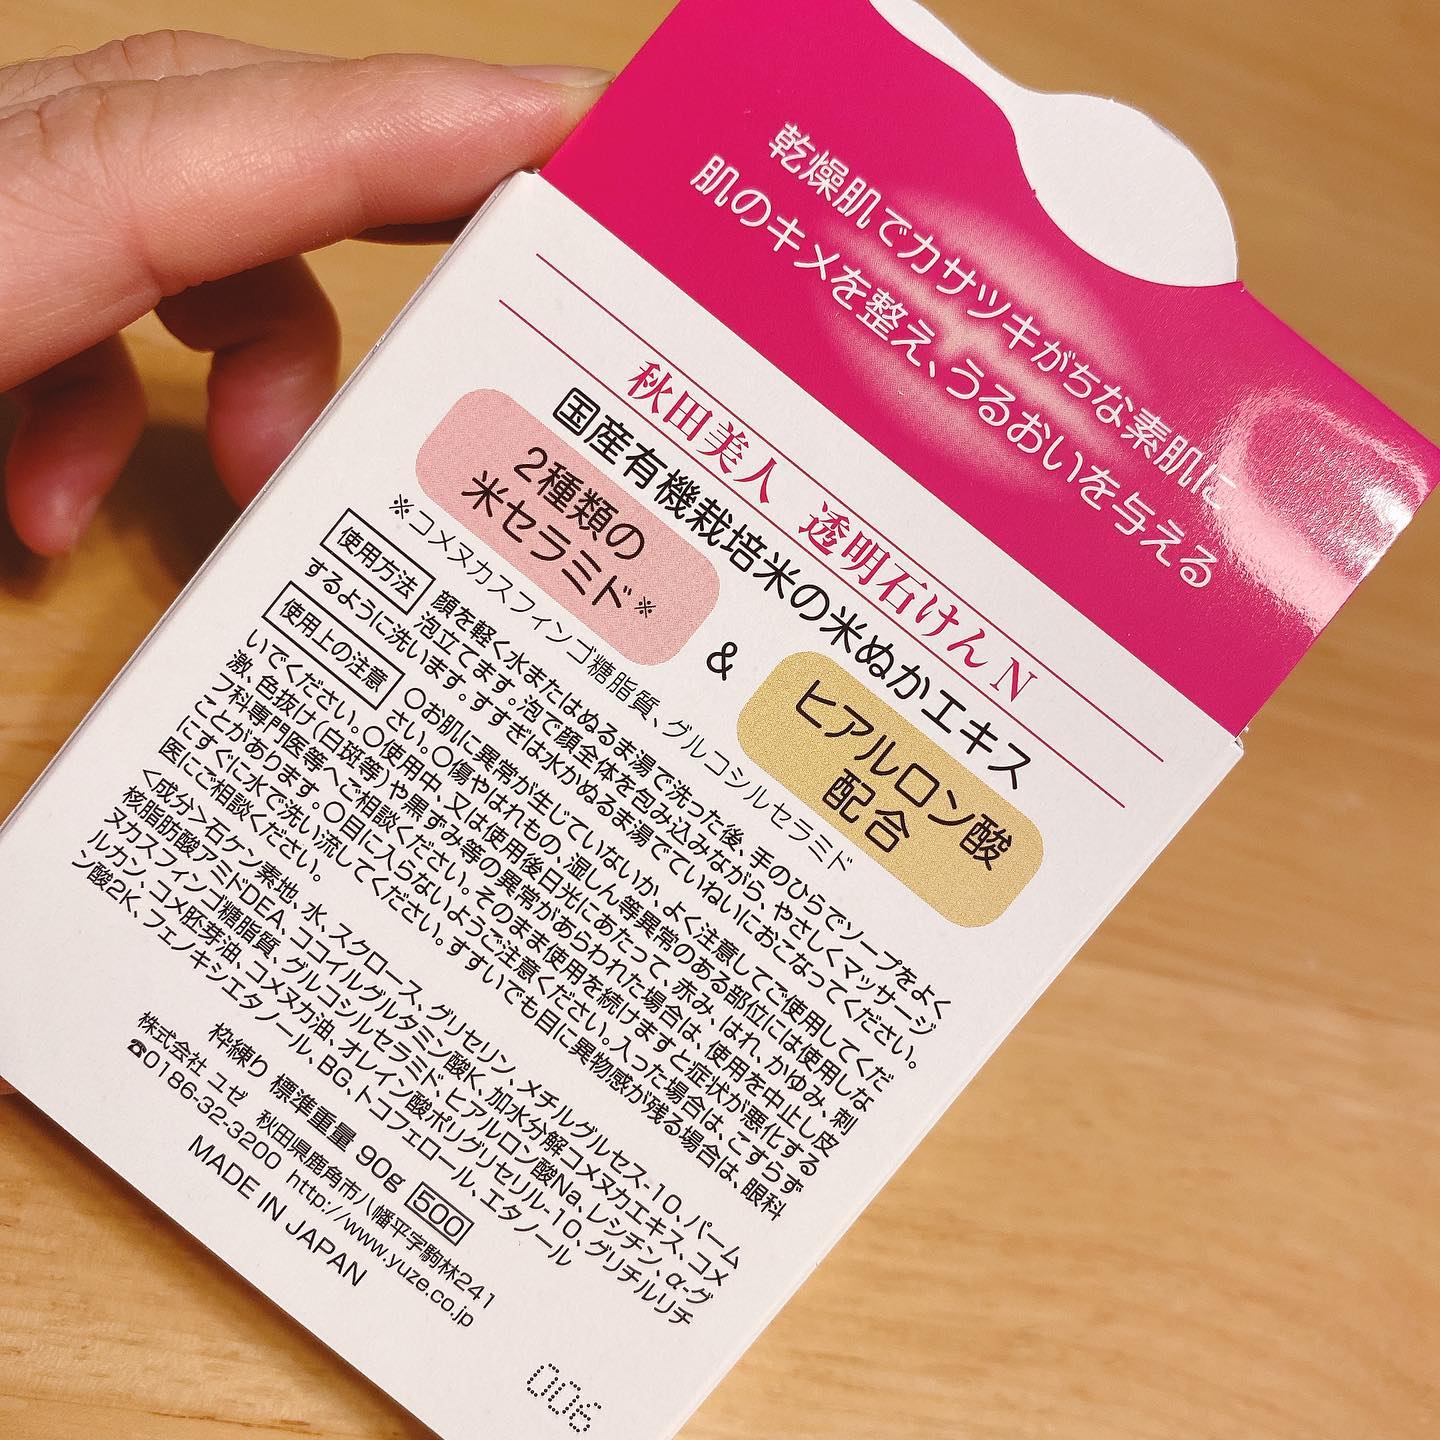 乾燥肌でカサツキがちな素肌に
肌のキメを整え、うるおいを与える
秋田美人 透明石けん N
国産有機栽培米の米ぬかエキス
2種類の
米セラミド※
&
ヒアルロン酸
配合
※コメヌカスフィンゴ糖脂質、グルコシルセラミド
使用方法 顔を軽く水またはぬるま湯で洗った後、手のひらでソープをよく
泡立てます。泡で顔全体を包み込みながら、やさしくマッサージ
するように洗います。すすぎは水かぬるま湯でていねいにおこなってください。
使用上の注意 〇お肌に異常が生じていないか、よく注意してご使用してくだ
さい。〇傷やはれもの、湿しん等異常のある部位には使用しな
いでください。〇使用中、又は使用後日光にあたって、赤み、はれ、かゆみ、刺
激、色抜け(白斑等)や黒ずみ等の異常があらわれた場合は、使用を中止し皮
フ科専門医等へご相談ください。そのまま使用を続けますと症状が悪化する
ことがあります。〇目に入らないようご注意ください。入った場合は、こすらず
にすぐに水で洗い流してください。すすいでも目に異物感が残る場合は、眼科
医にご相談ください。
<成分>石ケン素地、水、スクロース、グリセリン、メチルグルセス-10、パーム
核脂肪酸アミドDEA、ココイルグルタミン酸K、加水分解コメヌカエキス、コメ
ヌカスフィンゴ糖脂質、グルコシルセラミド、ヒアルロン酸Na、レシチン、α-グ
ルカン、コメ胚芽油、コメヌカ油、オレイン酸ポリグリセリル-10、グリチルリチ
ン酸2K、フェノキシエタノール、BG、トコフェロール、エタノール
枠練り 標準重量 90g 500
株式会社 ユゼ 秋田県鹿角市八幡平字駒林241
☎0186-32-3200 http://www.yuze.co.jp
MADE IN JAPAN
006